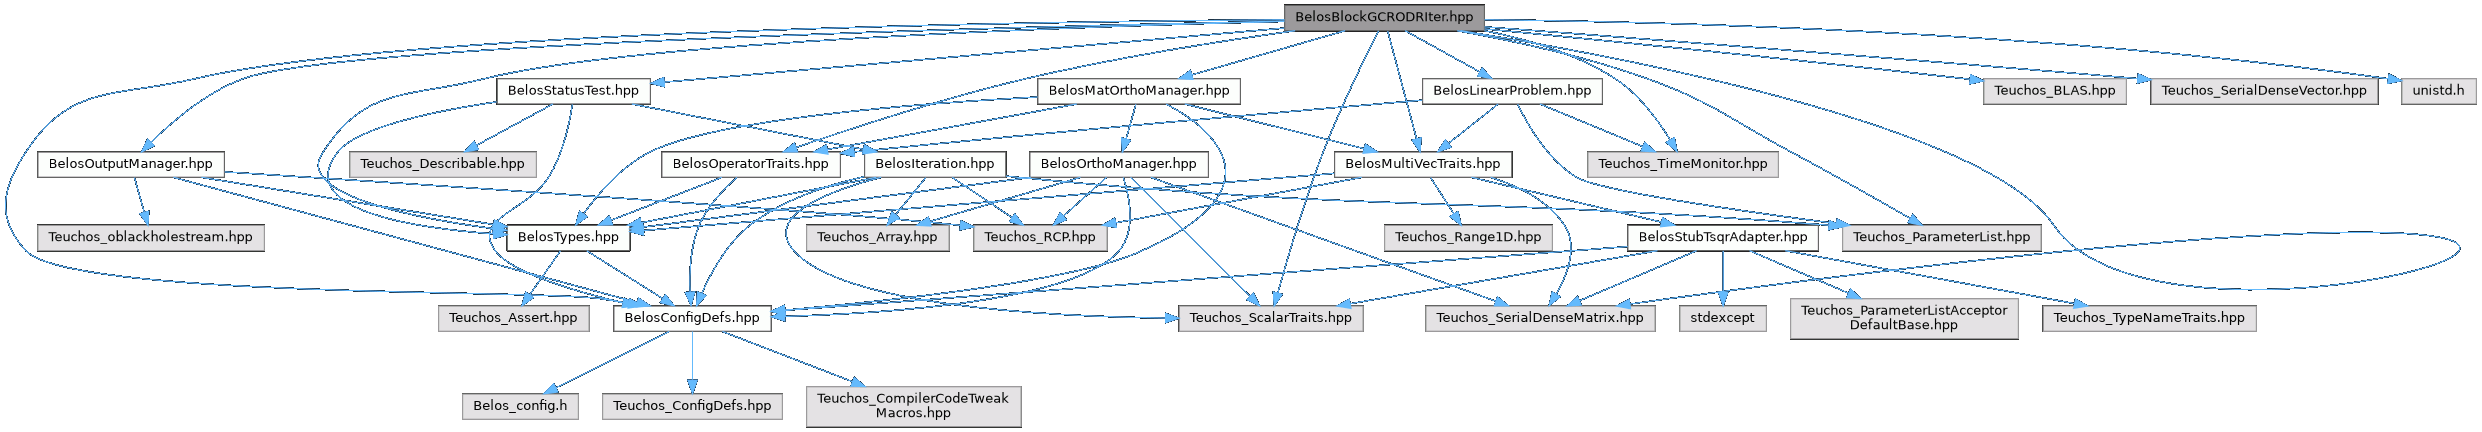 BelosBlockGCRODRIter.hpp
BelosStatusTest.hpp
BelosMatOrthoManager.hpp
BelosLinearProblem.hpp
Teuchos_BLAS.hpp
Teuchos_SerialDenseVector.hpp
unistd.h
BelosOutputManager.hpp
Teuchos_Describable.hpp
BelosOperatorTraits.hpp
BelosIteration.hpp
BelosOrthoManager.hpp
BelosMultiVecTraits.hpp
Teuchos_TimeMonitor.hpp
Teuchos_oblackholestream.hpp
BelosTypes.hpp
Teuchos_Array.hpp
Teuchos_RCP.hpp
Teuchos_Range1D.hpp
BelosStubTsqrAdapter.hpp
Teuchos_ParameterList.hpp
Teuchos_Assert.hpp
BelosConfigDefs.hpp
Teuchos_ScalarTraits.hpp
Teuchos_SerialDenseMatrix.hpp
stdexcept
Teuchos_ParameterListAcceptor
DefaultBase.hpp
Teuchos_TypeNameTraits.hpp
Belos_config.h
Teuchos_ConfigDefs.hpp
Teuchos_CompilerCodeTweak
Macros.hpp